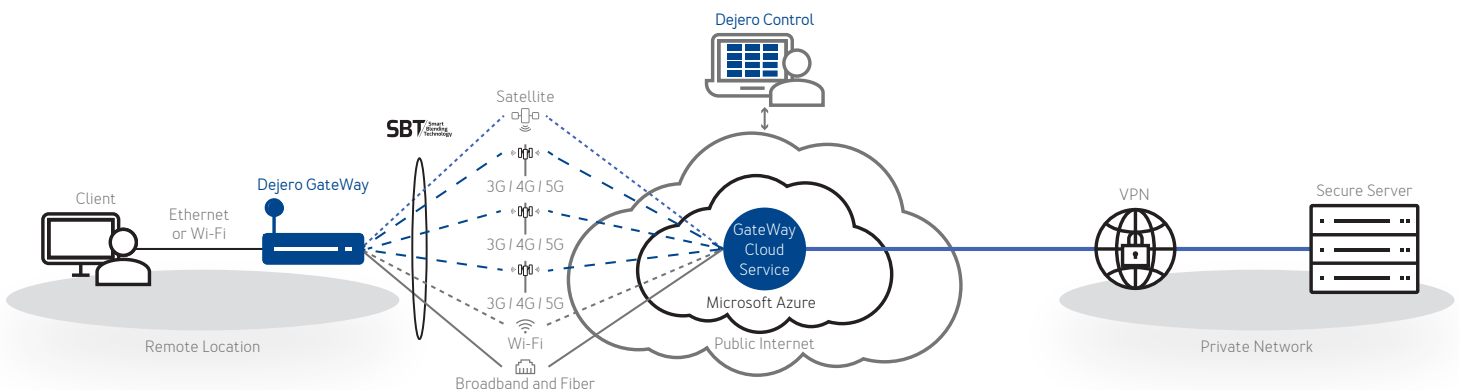 Dejero Control
Satellite
SBT Smart
Blending
Technology
Dejero GateWay
3G / 4G / 5G
Client
Ethernet
or Wi-Fi
3G / 4G / 5G
3G / 4G / 5G
Wi-Fi
Broadband and Fiber
Remote Location
GateWay
Cloud
Service
Microsoft Azure
Public Internet
VPN
Secure Server
Private Network